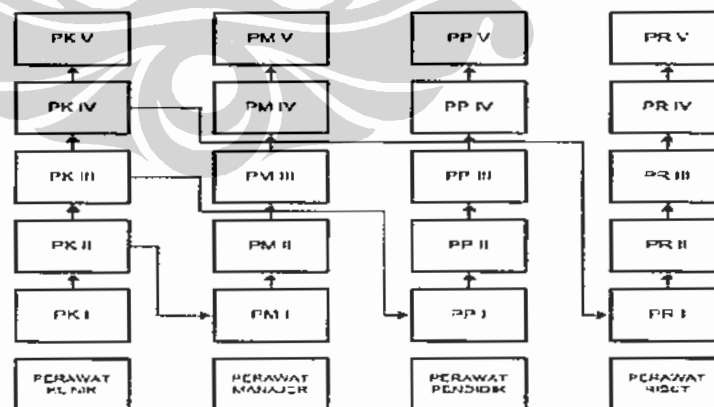 PK V PM V PP V PR V
PK IV PM IV PP IV PR IV
PK III PM III PP III PR III
PK II PM II PP II PR II
PK I PM I PP I PR I
PERAWAT PERAWAT PERAWAT PERAWAT
KLINIK MANAJER PENDIDIK RISET